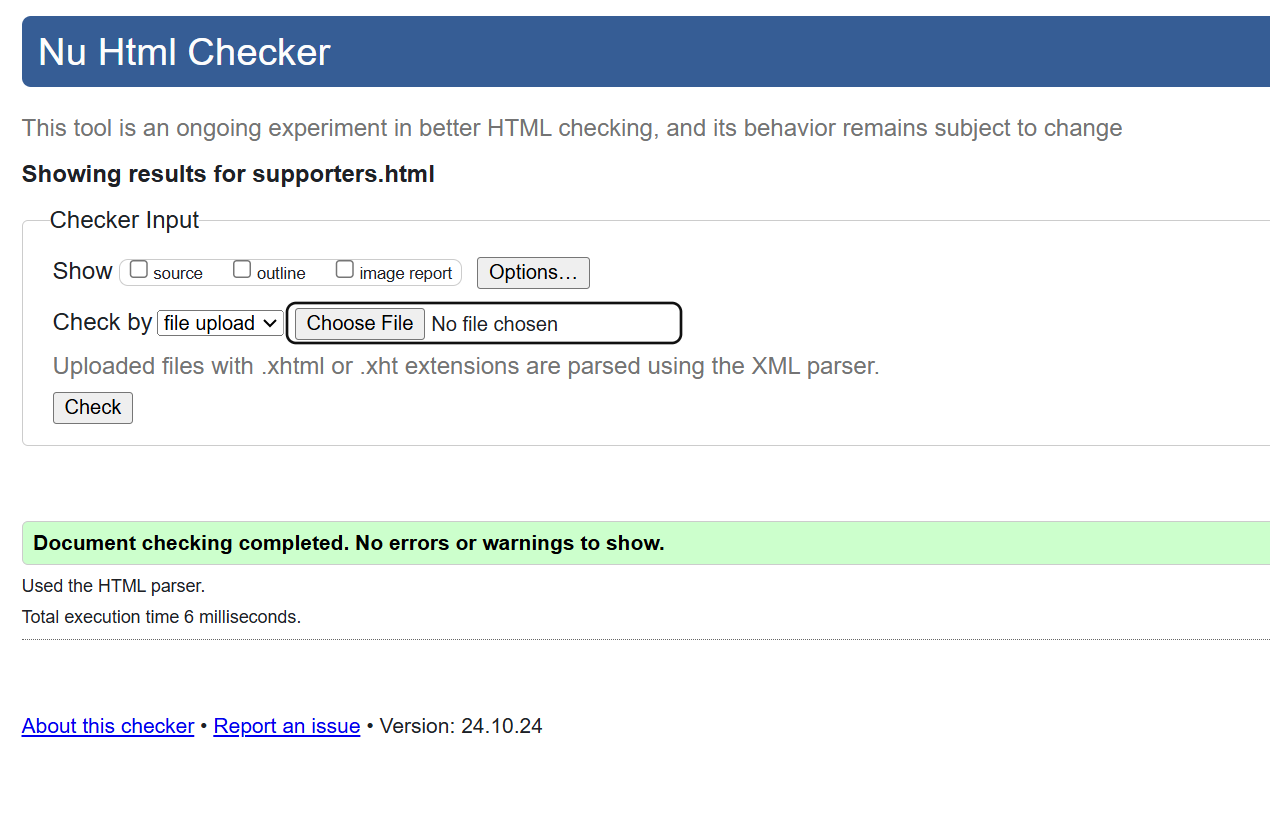 Nu Html Checker
This tool is an ongoing experiment in better HTML checking, and its behavior remains subject to change
Showing results for supporters.html
Checker Input
Show source outline image report Options...
Check by file upload Choose File No file chosen
Uploaded files with .xhtml or .xht extensions are parsed using the XML parser.
Check
Document checking completed. No errors or warnings to show.
Used the HTML parser.
Total execution time 6 milliseconds.
About this checker • Report an issue • Version: 24.10.24